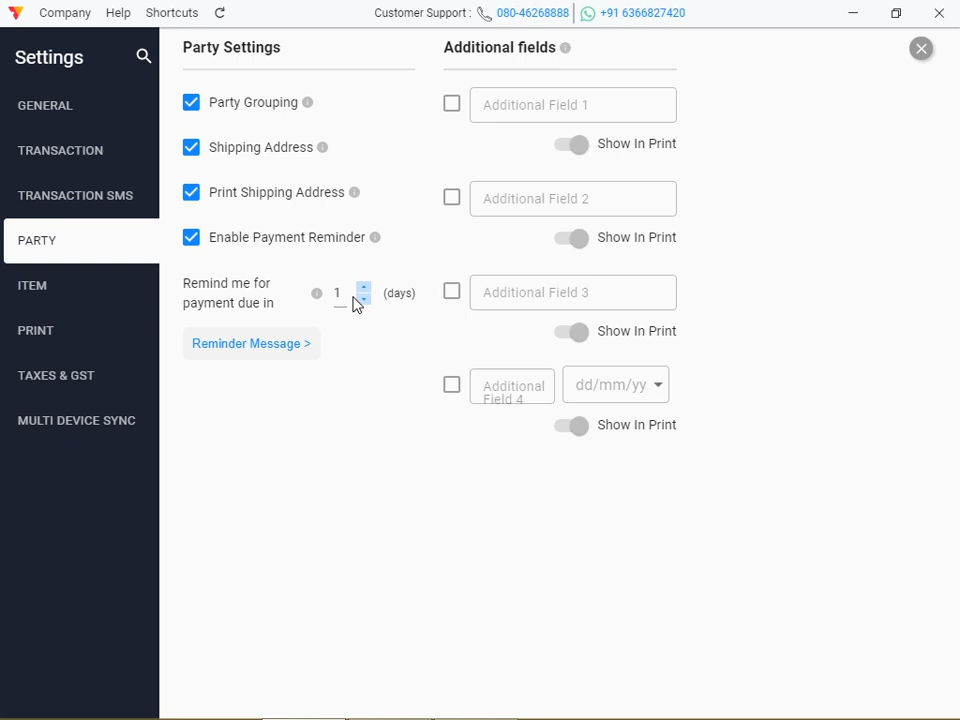 Company Help Shortcuts
Customer Support : 080-46268888 +91 6366827420
Settings
GENERAL
TRANSACTION
TRANSACTION SMS
PARTY
ITEM
PRINT
TAXES & GST
MULTI DEVICE SYNC
Party Settings
Party Grouping
Shipping Address
Print Shipping Address
Enable Payment Reminder
Remind me for
payment due in
1 (days)
Reminder Message >
Additional fields
Additional Field 1
Show In Print
Additional Field 2
Show In Print
Additional Field 3
Show In Print
Additional
Field 4
dd/mm/yy
Show In Print